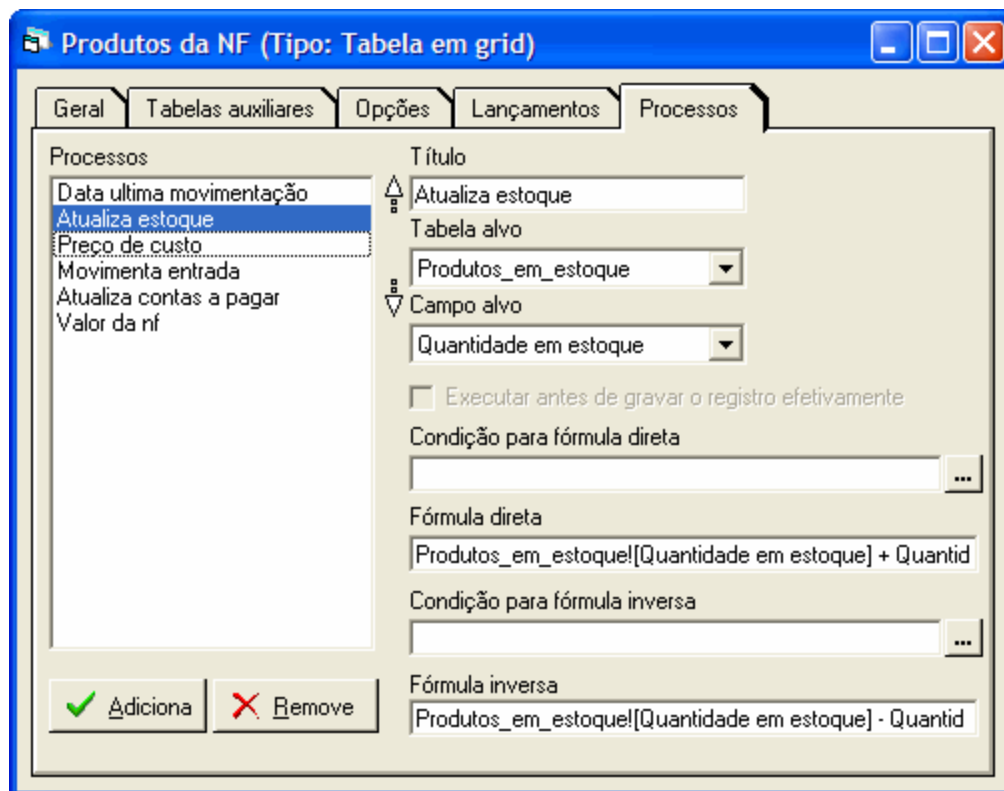 Produtos da NF (Tipo: Tabela em grid)
Geral
Tabelas auxiliares
Opções
Lançamentos
Processos
Processos
Data ultima movimentação
Atualiza estoque
Preço de custo
Movimenta entrada
Atualiza contas a pagar
Valor da nf
Adiciona
Remove
Título
Atualiza estoque
Tabela alvo
Produtos_em_estoque
Campo alvo
Quantidade em estoque
Executar antes de gravar o registro efetivamente
Condição para fórmula direta
...
Fórmula direta
Produtos_em_estoque![Quantidade em estoque] + Quantid
Condição para fórmula inversa
...
Fórmula inversa
Produtos_em_estoque![Quantidade em estoque] - Quantid